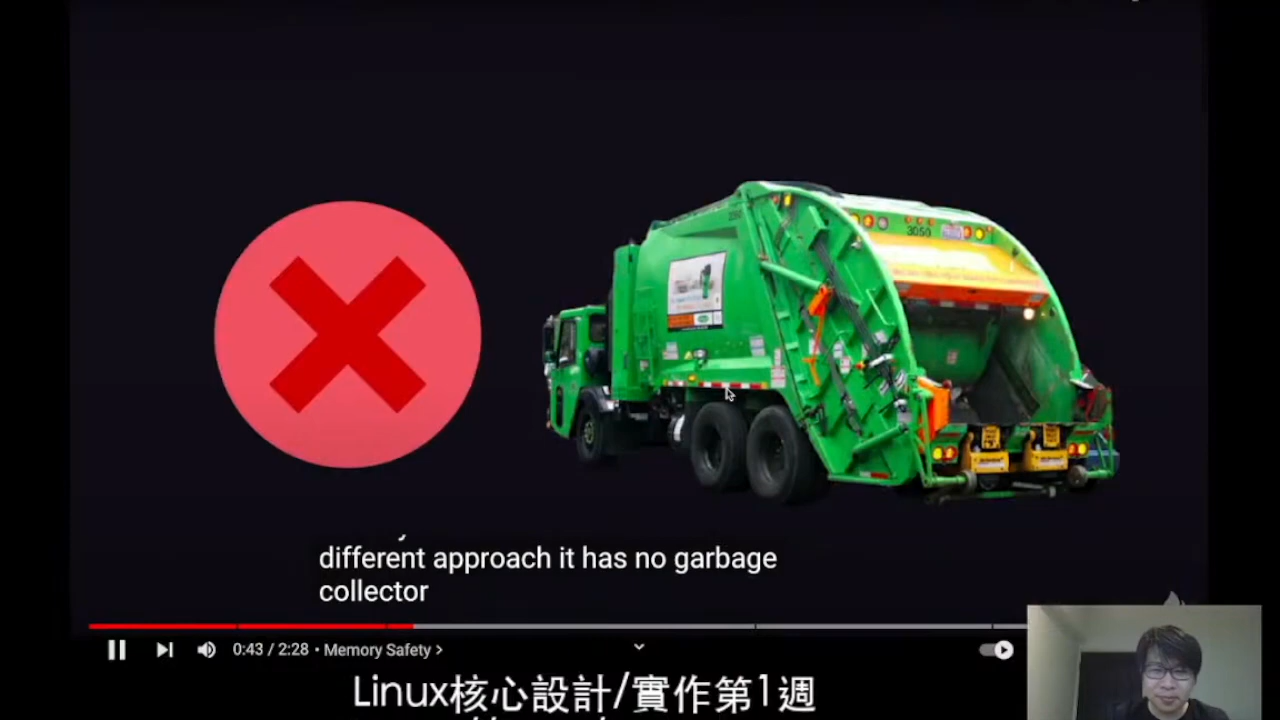 3050
different approach it has no garbage
collector
0:43 / 2:28 • Memory Safety >
Linux核心設計/實作第1週